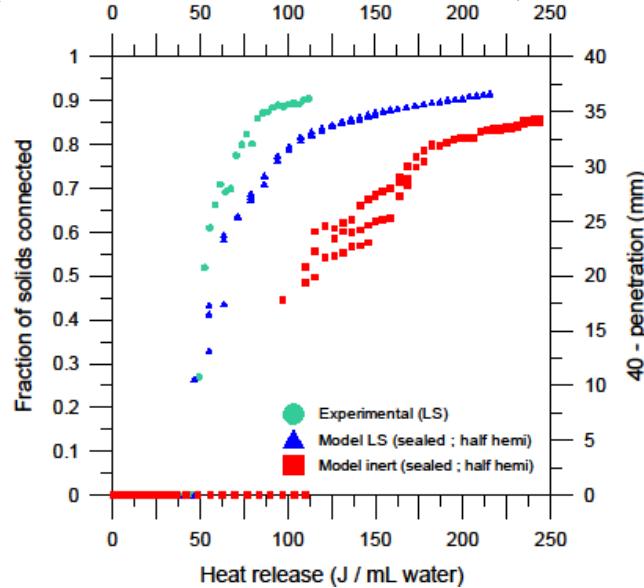 0 50 100 150 200 250
1 40
0.9 35
0.8
0.7 30
0.6 25
0.5 20
0.4 15
0.3
0.2 10
0.1 5
0 0
Fraction of solids connected
40 - penetration (mm)
Experimental (LS)
Model LS (sealed ; half hemi)
Model inert (sealed ; half hemi)
0 50 100 150 200 250
Heat release (J / mL water)